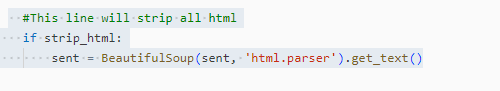 #This line will strip all html
if strip_html:
sent = BeautifulSoup(sent, 'html.parser').get_text()